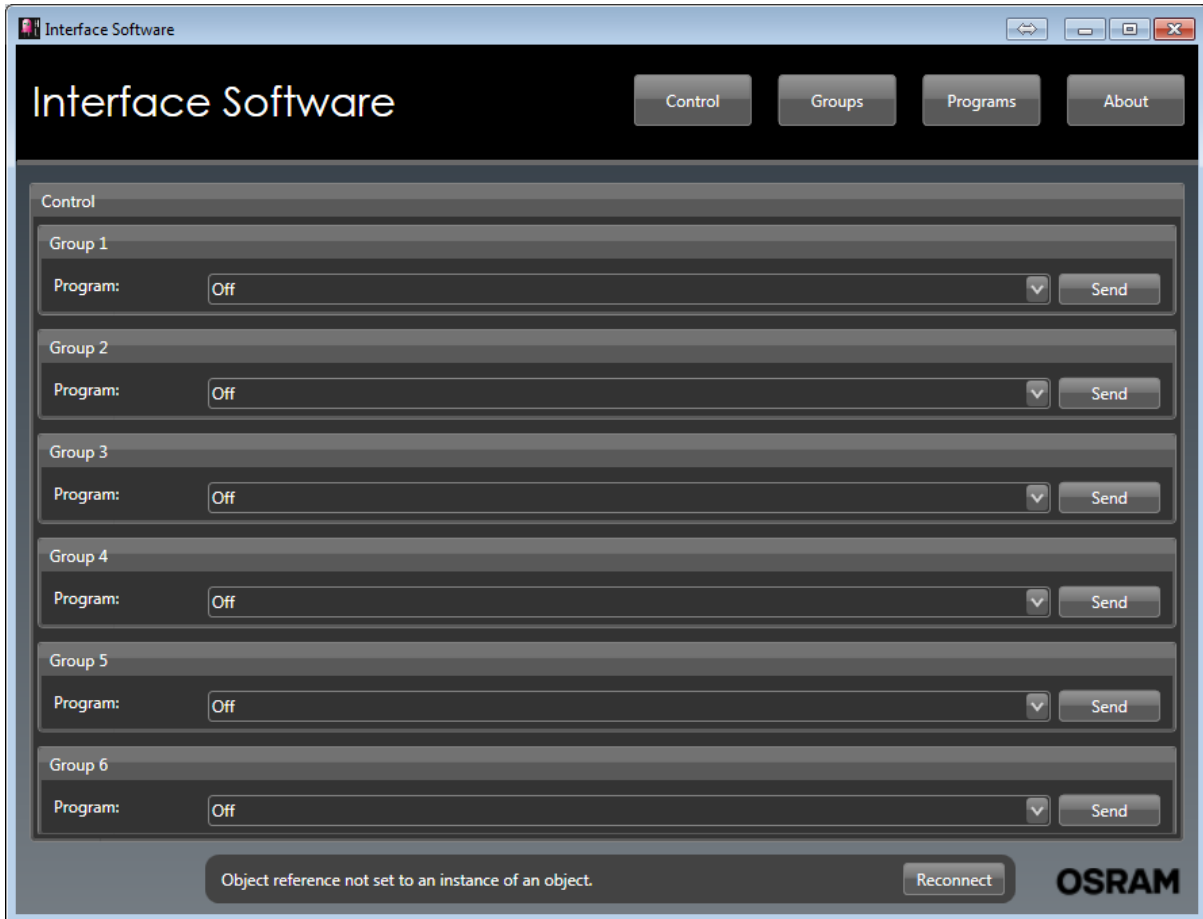 Interface Software
Interface Software
Control
Groups
Programs
About
Control
Group 1
Program:
Off
Send
Group 2
Program:
Off
Send
Group 3
Program:
Off
Send
Group 4
Program:
Off
Send
Group 5
Program:
Off
Send
Group 6
Program:
Off
Send
Object reference not set to an instance of an object.
Reconnect
OSRAM